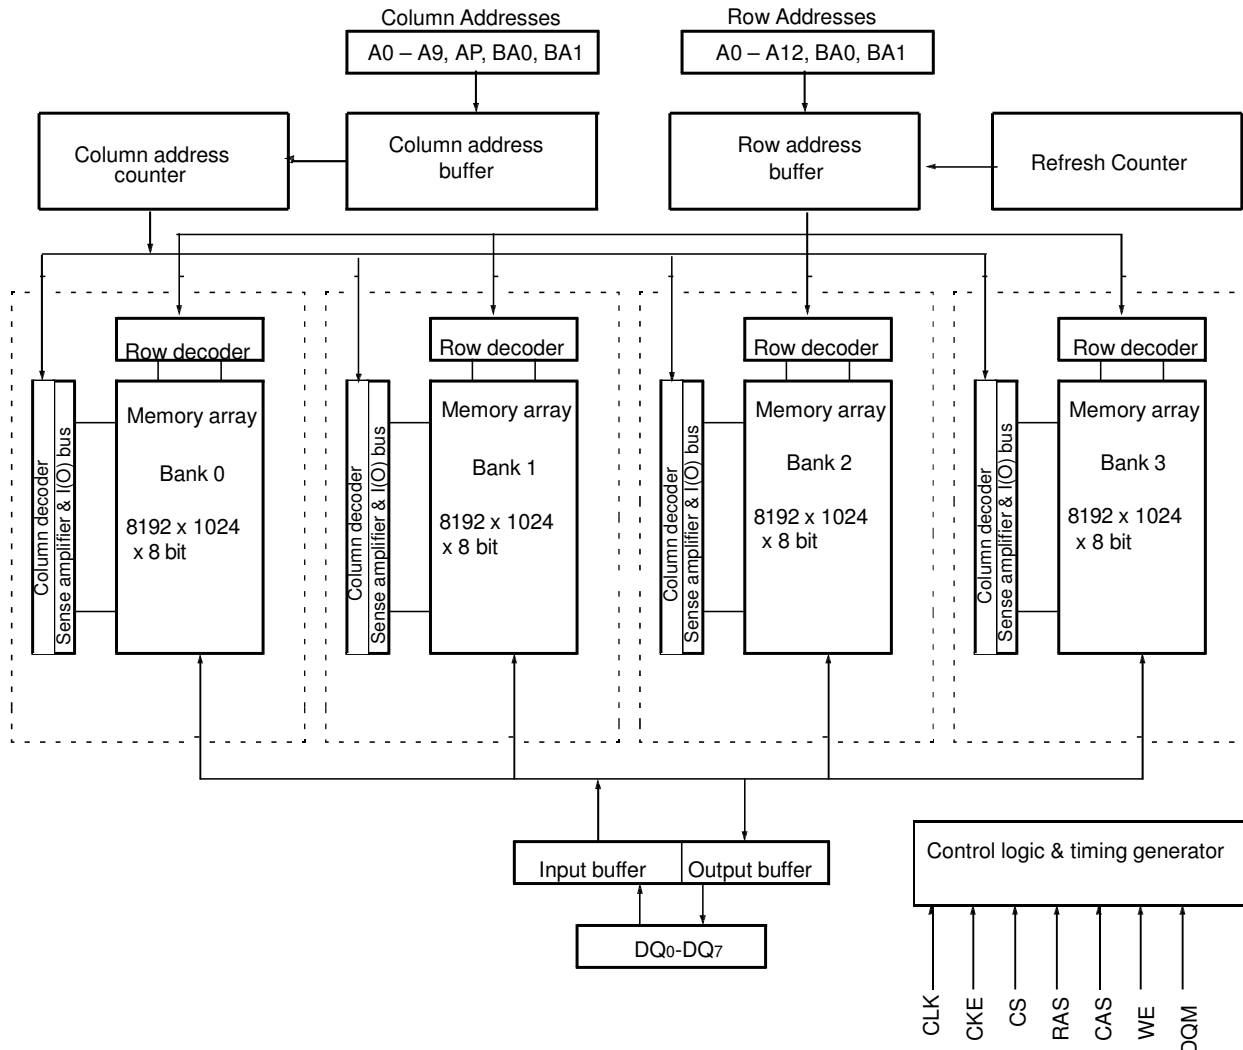 Column Addresses
Row Addresses
A0 – A9, AP, BA0, BA1
A0 – A12, BA0, BA1
Column address
counter
Column address
buffer
Row address
buffer
Refresh Counter
Row decoder
Row decoder
Row decoder
Row decoder
Column decoder
Sense amplifier & I(O) bus
Memory array
Bank 0
8192 x 1024
x 8 bit
Column decoder
Sense amplifier & I(O) bus
Memory array
Bank 1
8192 x 1024
x 8 bit
Column decoder
Sense amplifier & I(O) bus
Memory array
Bank 2
8192 x 1024
x 8 bit
Column decoder
Sense amplifier & I(O) bus
Memory array
Bank 3
8192 x 1024
x 8 bit
Input buffer
Output buffer
DQ0-DQ7
Control logic & timing generator
CLK
CKE
CS
RAS
CAS
WE
DQM